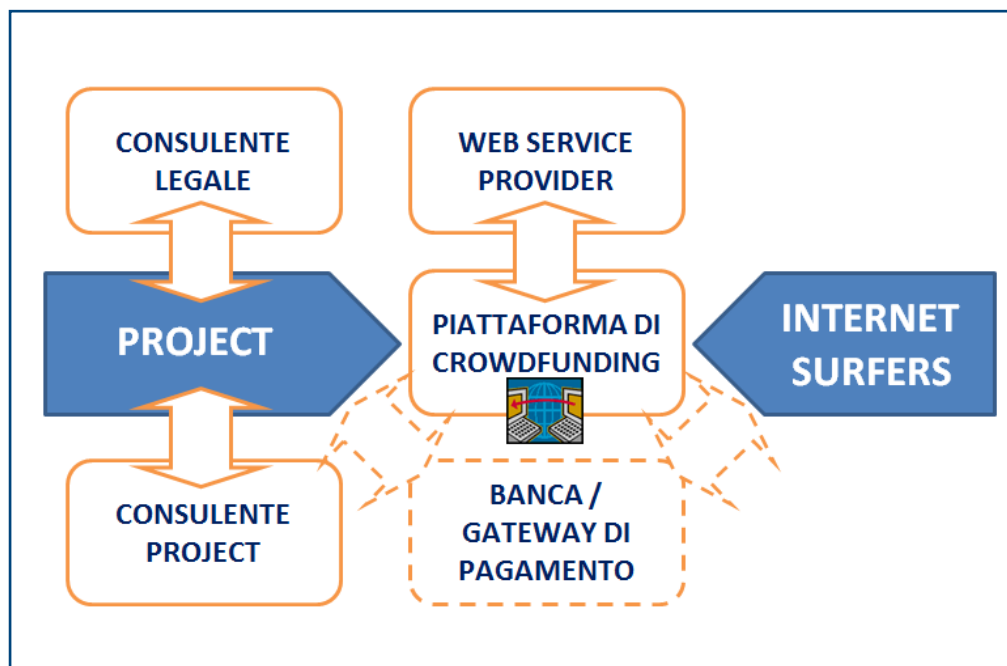 CONSULENTE
LEGALE
WEB SERVICE
PROVIDER
PROJECT
PIATTAFORMA DI
CROWDFUNDING
INTERNET
SURFERS
CONSULENTE
PROJECT
BANCA /
GATEWAY DI
PAGAMENTO